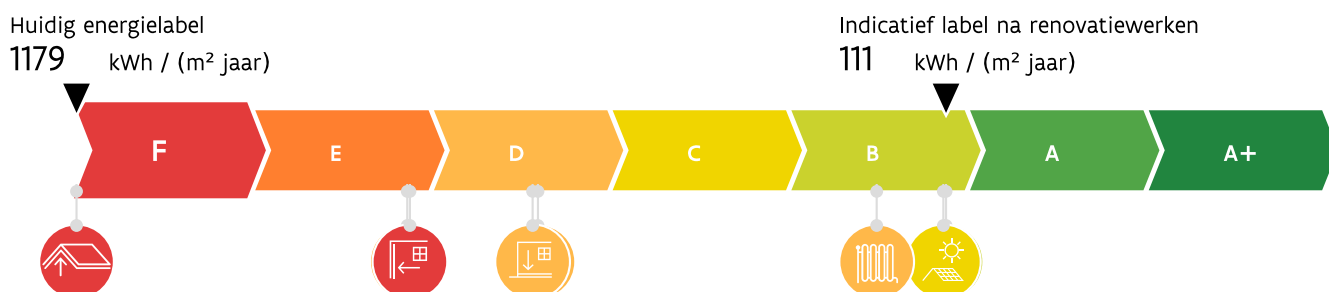 Huidig energielabel
1179 kWh / (m² jaar)
Indicatief label na renovatiewerken
111 kWh / (m² jaar)
F E D C B A A+